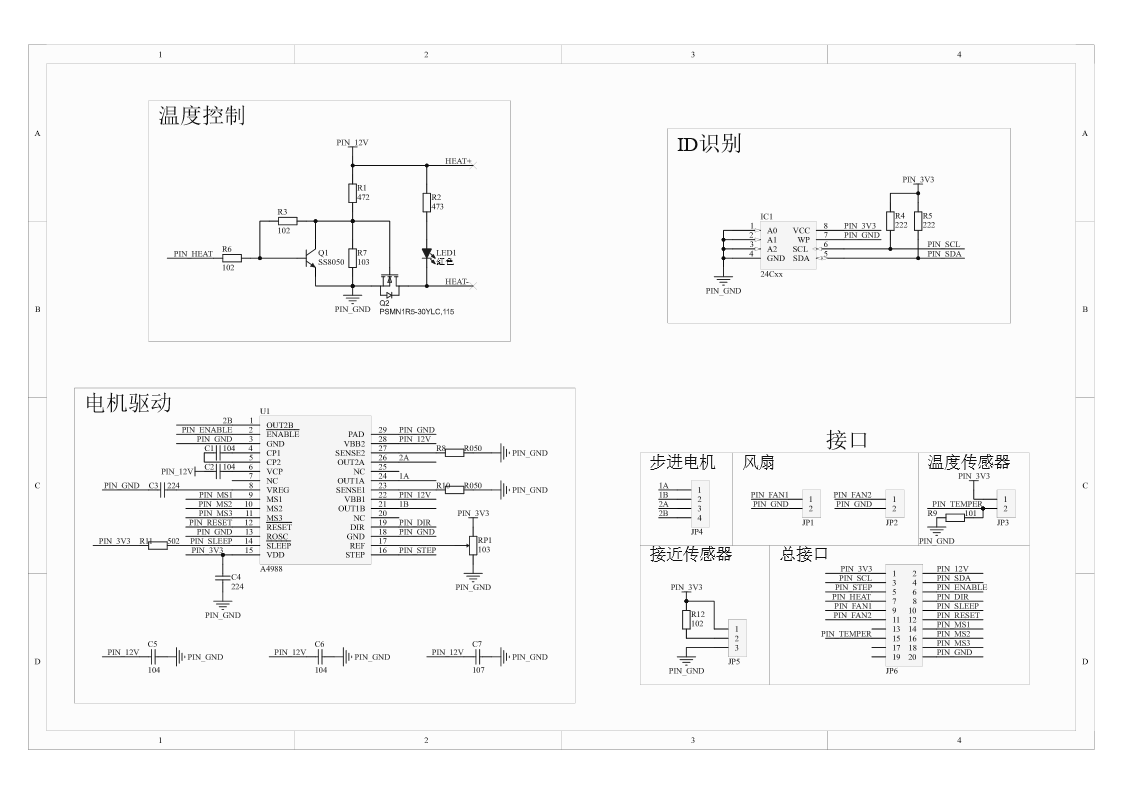 1 2 3 4
A A
B B
C C
D D
1 2 3 4
温度控制
PIN_12V
HEAT+
R1
472
R2
473
R3
102
PIN_HEAT
R6
102
Q1
SS8050
R7
103
LED1
红色
HEAT-
PIN_GND
Q2
PSMN1R5-30YLC,115
ID识别
PIN_3V3
R4
222
R5
222
IC1
1 A0 VCC 8 PIN_3V3
2 A1 WP 7 PIN_GND
3 A2 SCL 6 PIN_SCL
4 GND SDA 5 PIN_SDA
24Cxx
PIN_GND
电机驱动
U1
2B 1 OUT2B
PIN_ENABLE 2 ENABLE
PIN_GND 3 GND
C1 104 4 CP1
5 CP2
PIN_12V C2 104 6 VCP
7 NC
PIN_GND C3 224 8 VREG
PIN_MS1 9 MS1
PIN_MS2 10 MS2
PIN_MS3 11 MS3
PIN_RESET 12 RESET
PIN_GND 13 ROSC
PIN_3V3 R11 502 PIN_SLEEP 14 SLEEP
PIN_3V3 15 VDD
A4988
PAD 29 PIN_GND
VBB2 28 PIN_12V
SENSE2 27 R8 R050 PIN_GND
OUT2A 26 2A
NC 25
OUT1A 24 1A
SENSE1 23 R10 R050 PIN_GND
VBB1 22 PIN_12V
OUT1B 21 1B
NC 20
DIR 19 PIN_DIR
GND 18 PIN_GND
REF 17
STEP 16 PIN_STEP
PIN_3V3
RP1
103
PIN_GND
C4
224
PIN_GND
PIN_12V C5 104 PIN_GND
PIN_12V C6 104 PIN_GND
PIN_12V C7 107 PIN_GND
接口
步进电机
1A 1
1B 2
2A 3
2B 4
JP4
风扇
PIN_FAN1 1
PIN_GND 2
JP1
PIN_FAN2 1
PIN_GND 2
JP2
温度传感器
PIN_3V3
PIN_TEMPER
R9 101
1
2
JP3
PIN_GND
接近传感器
PIN_3V3
R12
102
1
2
3
JP5
PIN_GND
总接口
PIN_3V3 1 2 PIN_12V
PIN_SCL 3 4 PIN_SDA
PIN_STEP 5 6 PIN_ENABLE
PIN_HEAT 7 8 PIN_DIR
PIN_FAN1 9 10 PIN_SLEEP
PIN_FAN2 11 12 PIN_RESET
13 14 PIN_MS1
PIN_TEMPER 15 16 PIN_MS2
17 18 PIN_MS3
19 20 PIN_GND
JP6